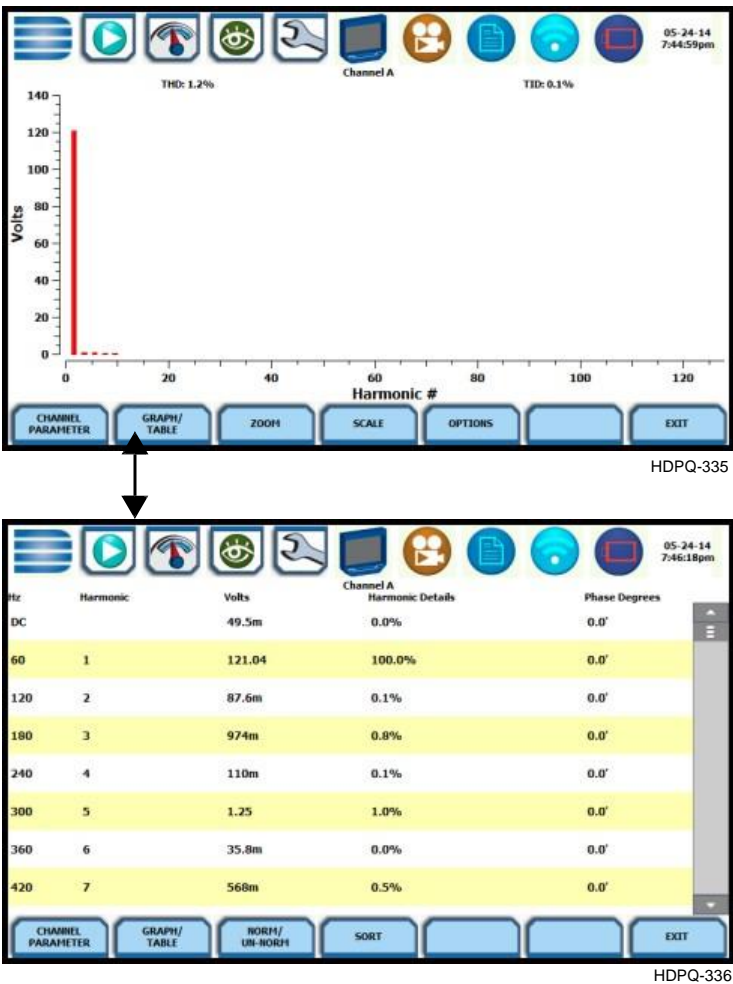 05-24-14
7:44:59pm
Channel A
THD: 1.2%
TID: 0.1%
140
120
100
80
60
40
20
0
Volts
0 20 40 60 80 100 120
Harmonic #
CHANNEL PARAMETER
GRAPH/ TABLE
ZOOM
SCALE
OPTIONS
EXIT
HDPQ-335
05-24-14
7:46:18pm
Channel A
Hz Harmonic Volts Harmonic Details Phase Degrees
DC 49.5m 0.0% 0.0'
60 1 121.04 100.0% 0.0'
120 2 87.6m 0.1% 0.0'
180 3 974m 0.8% 0.0'
240 4 110m 0.1% 0.0'
300 5 1.25 1.0% 0.0'
360 6 35.8m 0.0% 0.0'
420 7 568m 0.5% 0.0'
CHANNEL PARAMETER
GRAPH/ TABLE
NORM/ UN-NORM
SORT
EXIT
HDPQ-336